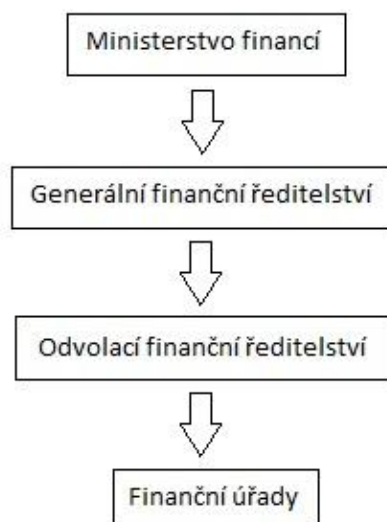 Ministerstvo financí
Generální finanční ředitelství
Odvolací finanční ředitelství
Finanční úřady